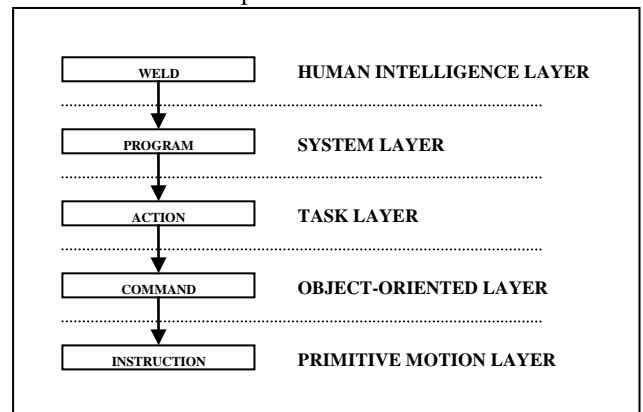 WELD HUMAN INTELLIGENCE LAYER
PROGRAM SYSTEM LAYER
ACTION TASK LAYER
COMMAND OBJECT-ORIENTED LAYER
INSTRUCTION PRIMITIVE MOTION LAYER